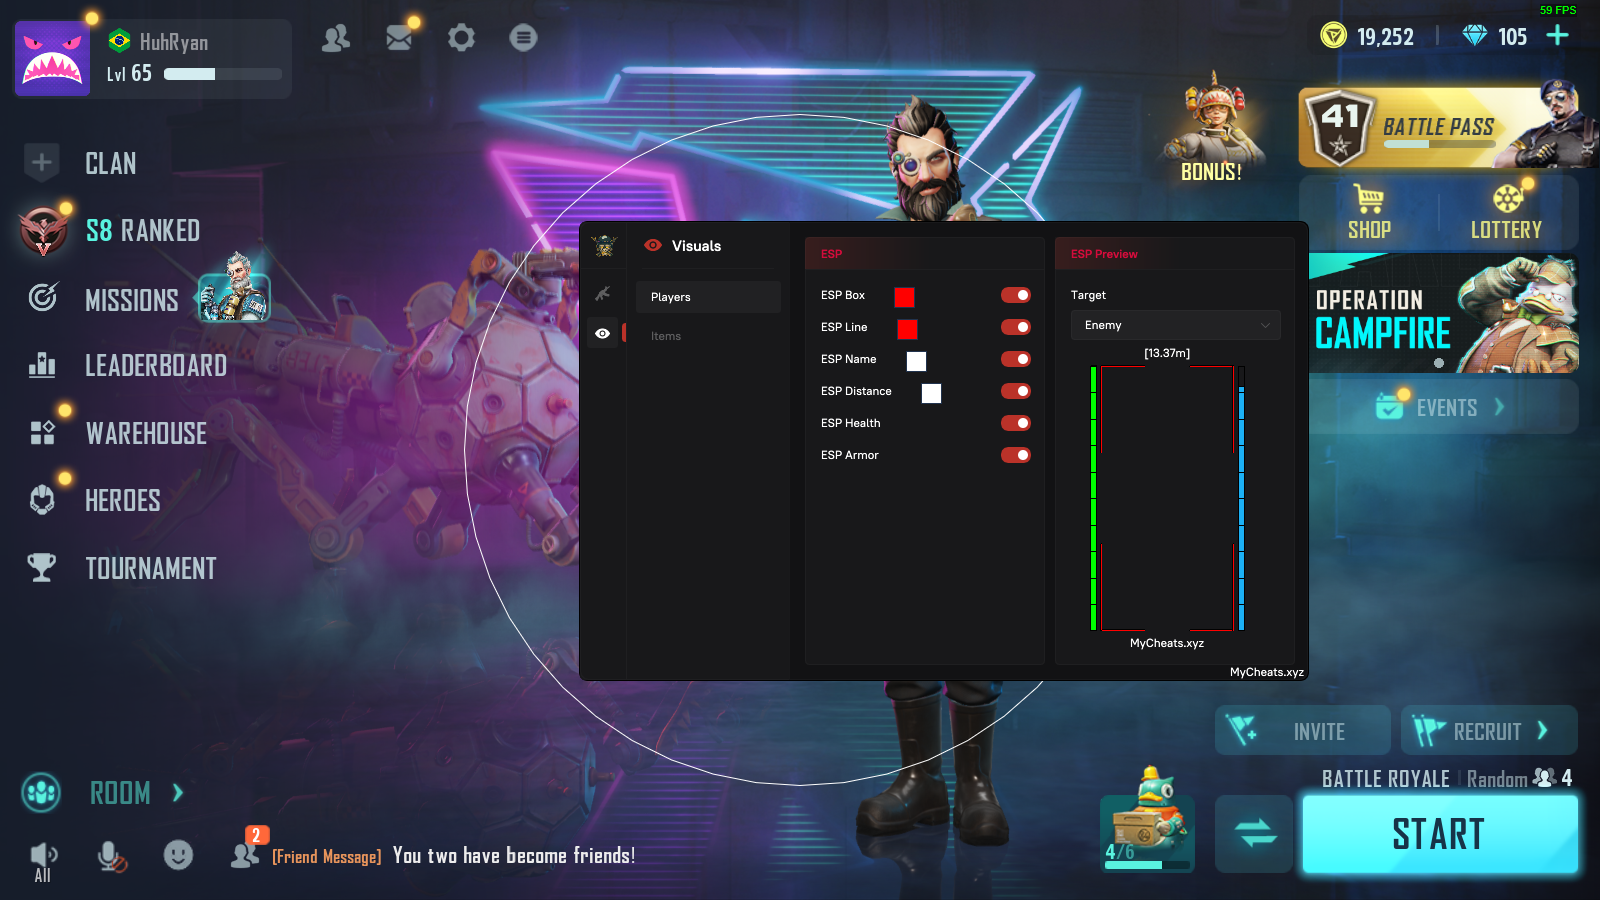 59 FPS
HuhRyan
Lvl 65
19,252
105
CLAN
S8 RANKED
MISSIONS
LEADERBOARD
WAREHOUSE
HEROES
TOURNAMENT
BONUS!
41
BATTLE PASS
SHOP
LOTTERY
OPERATION
CAMPFIRE
EVENTS
Visuals
Players
Items
ESP
ESP Box
ESP Line
ESP Name
ESP Distance
ESP Health
ESP Armor
ESP Preview
Target
Enemy
[13.37m]
MyCheats.xyz
MyCheats.xyz
INVITE
RECRUIT
BATTLE ROYALE Random 4
START
4/6
ROOM
All
2
[Friend Message] You two have become friends!